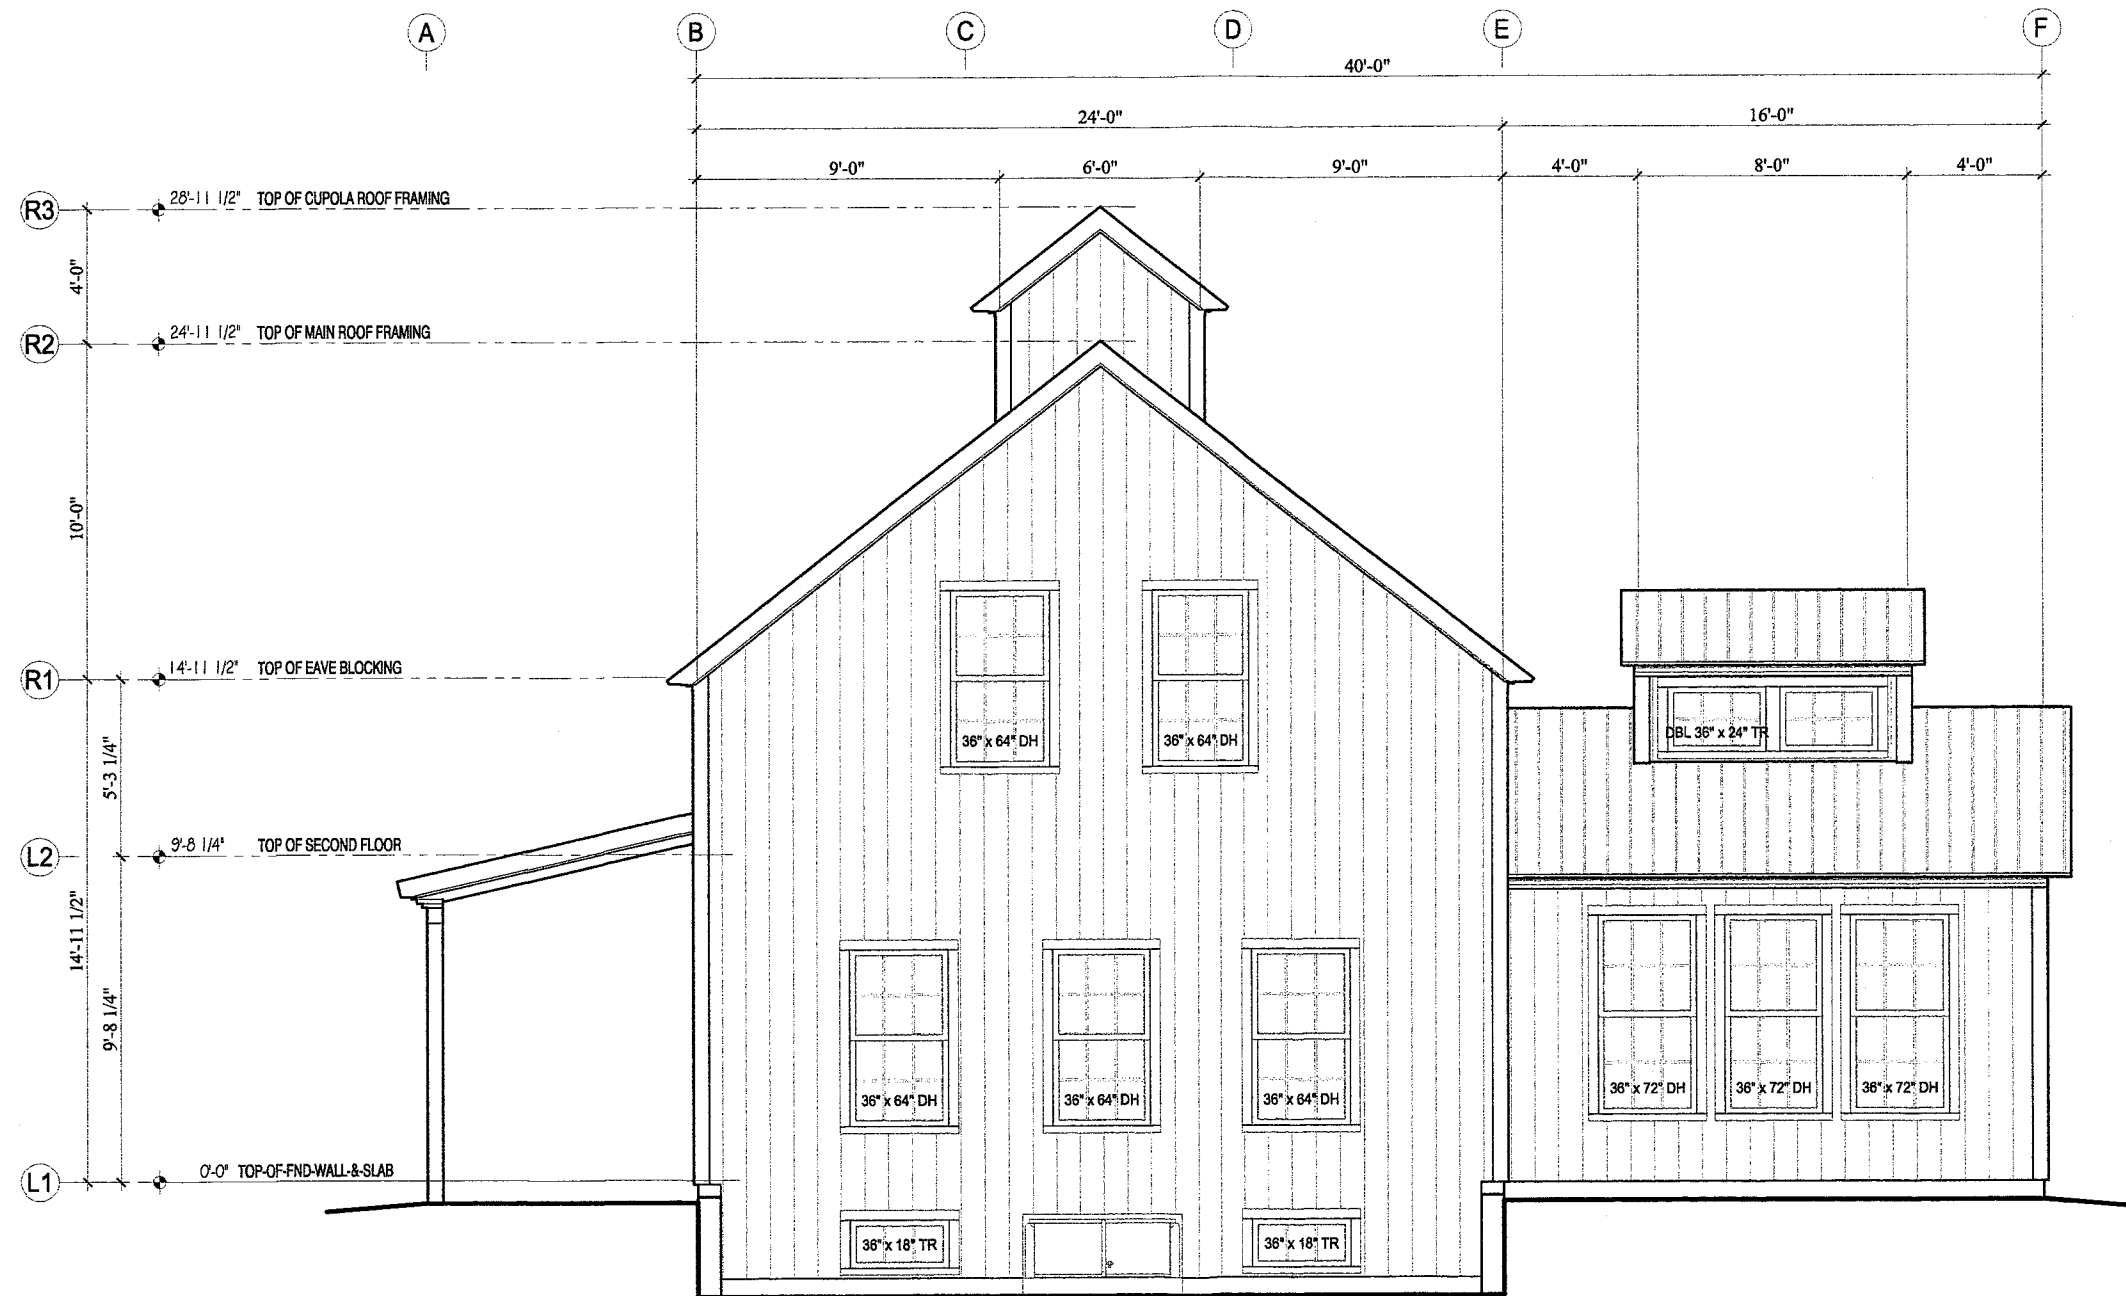 A B C D E F
40'-0"
24'-0" 16'-0"
9'-0" 6'-0" 9'-0" 4'-0" 8'-0" 4'-0"
R3 28'-11 1/2" TOP OF CUPOLA ROOF FRAMING
4'-0"
R2 24'-11 1/2" TOP OF MAIN ROOF FRAMING
10'-0"
R1 14'-11 1/2" TOP OF EAVE BLOCKING
DBL 36" x 24" TR
36" x 64" DH 36" x 64" DH
5'-3 1/4"
L2 9'-8 1/4" TOP OF SECOND FLOOR
14'-11 1/2"
9'-8 1/4"
36" x 64" DH 36" x 64" DH 36" x 64" DH 36" x 72" DH 36" x 72" DH 36" x 72" DH
L1 0'-0" TOP-OF-FND-WALL-&-SLAB
36" x 18" TR 36" x 18" TR